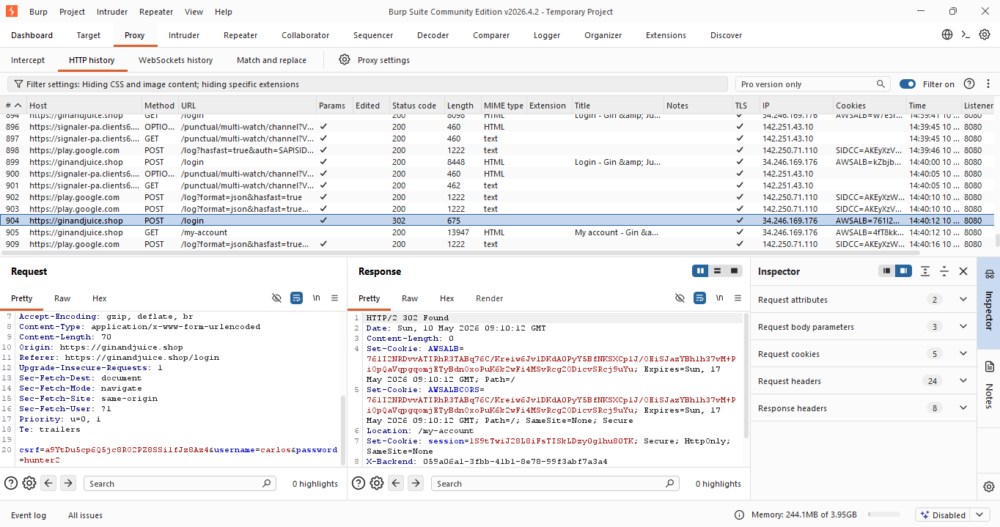 Burp Project Intruder Repeater View Help Burp Suite Community Edition v2026.4.2 - Temporary Project
Dashboard Target Proxy Intruder Repeater Collaborator Sequencer Decoder Comparer Logger Organizer Extensions Discover
Intercept HTTP history WebSockets history Match and replace Proxy settings
Filter settings: Hiding CSS and image content; hiding specific extensions Pro version only Filter on
# Host Method URL Params Edited Status code Length MIME type Extension Title Notes TLS IP Cookies Time Listener
894 https://ginandjuice.shop GET /login 200 8098 HTML Login - Gin &amp; Ju... ✓ 34.246.169.176 14:39:41 10 ... 8080
896 https://signaler-pa.clients6.... OPTIO... /punctual/multi-watch/channel?V... ✓ 200 460 HTML ✓ 142.251.43.10 14:39:45 10 ... 8080
897 https://signaler-pa.clients6.... GET /punctual/multi-watch/channel?V... ✓ 200 460 text ✓ 142.251.43.10 14:39:45 10 ... 8080
898 https://play.google.com POST /log?hasfast=true&auth=SAPISID... ✓ 200 1222 text ✓ 142.250.71.110 SIDCC=AKEyXzV... 14:39:46 10 ... 8080
899 https://ginandjuice.shop POST /login ✓ 200 8448 HTML Login - Gin &amp; Ju... ✓ 34.246.169.176 AWSALB=kZbjb... 14:40:00 10 ... 8080
900 https://signaler-pa.clients6.... OPTIO... /punctual/multi-watch/channel?V... ✓ 200 460 HTML ✓ 142.251.43.10 14:40:05 10 ... 8080
901 https://signaler-pa.clients6.... GET /punctual/multi-watch/channel?V... ✓ 200 462 text ✓ 142.251.43.10 14:40:05 10 ... 8080
902 https://play.google.com POST /log?format=json&hasfast=true ✓ 200 1222 text ✓ 142.250.71.110 SIDCC=AKEyXzW... 14:40:10 10 ... 8080
903 https://play.google.com POST /log?format=json&hasfast=true... ✓ 200 1222 text ✓ 142.250.71.110 SIDCC=AKEyXzV... 14:40:10 10 ... 8080
904 https://ginandjuice.shop POST /login ✓ 302 675 ✓ 34.246.169.176 AWSALB=761I2... 14:40:12 10 ... 8080
905 https://ginandjuice.shop GET /my-account 200 13947 HTML My account - Gin &a... ✓ 34.246.169.176 AWSALB=4fT8kk... 14:40:12 10 ... 8080
909 https://play.google.com POST /log?format=json&hasfast=true... ✓ 200 1222 text ✓ 142.250.71.110 SIDCC=AKEyXzW... 14:40:16 10 ... 8080
Request
Pretty Raw Hex \n
7 Accept-Encoding: gzip, deflate, br
8 Content-Type: application/x-www-form-urlencoded
9 Content-Length: 70
10 Origin: https://ginandjuice.shop
11 Referer: https://ginandjuice.shop/login
12 Upgrade-Insecure-Requests: 1
13 Sec-Fetch-Dest: document
14 Sec-Fetch-Mode: navigate
15 Sec-Fetch-Site: same-origin
16 Sec-Fetch-User: ?1
17 Priority: u=0, i
18 Te: trailers
19
20 csrf=a9YtDu5cp6Q5jc8R02PZ8SSilfJz8Az4&username=carlos&password
=hunter2
Search 0 highlights
Response
Pretty Raw Hex Render \n
1 HTTP/2 302 Found
2 Date: Sun, 10 May 2026 09:10:12 GMT
3 Content-Length: 0
4 Set-Cookie: AWSALB=
761I2NRDvvATIRhR3TABq76C/Kreiw6Jv1DKdA0PyY5BfNKSXCp1J/0EiSJazYBh1h37vM+P
i0pQaVqpgqomjETyBdn0xoPuK6k2wFi4MSvRcg20DicvSRcj9uYu; Expires=Sun, 17
May 2026 09:10:12 GMT; Path=/
5 Set-Cookie: AWSALBCORS=
761I2NRDvvATIRhR3TABq76C/Kreiw6Jv1DKdA0PyY5BfNKSXCp1J/0EiSJazYBh1h37vM+P
i0pQaVqpgqomjETyBdn0xoPuK6k2wFi4MSvRcg20DicvSRcj9uYu; Expires=Sun, 17
May 2026 09:10:12 GMT; Path=/; SameSite=None; Secure
6 Location: /my-account
7 Set-Cookie: session=1S9tTwiJ28L8iFsTISkLDzy0glhu80TK; Secure; HttpOnly;
SameSite=None
8 X-Backend: 059a06a1-3fbb-41b1-8e78-99f3abf7a3a4
Search 0 highlights
Inspector
Request attributes 2
Request body parameters 3
Request cookies 5
Request headers 24
Response headers 8
Inspector
Notes
Event log All issues Memory: 244.1MB of 3.95GB Disabled